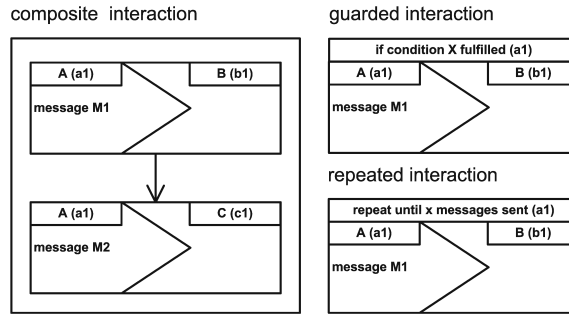 composite interaction
A (a1)
B (b1)
message M1
A (a1)
C (c1)
message M2
guarded interaction
if condition X fulfilled (a1)
A (a1)
B (b1)
message M1
repeated interaction
repeat until x messages sent (a1)
A (a1)
B (b1)
message M1